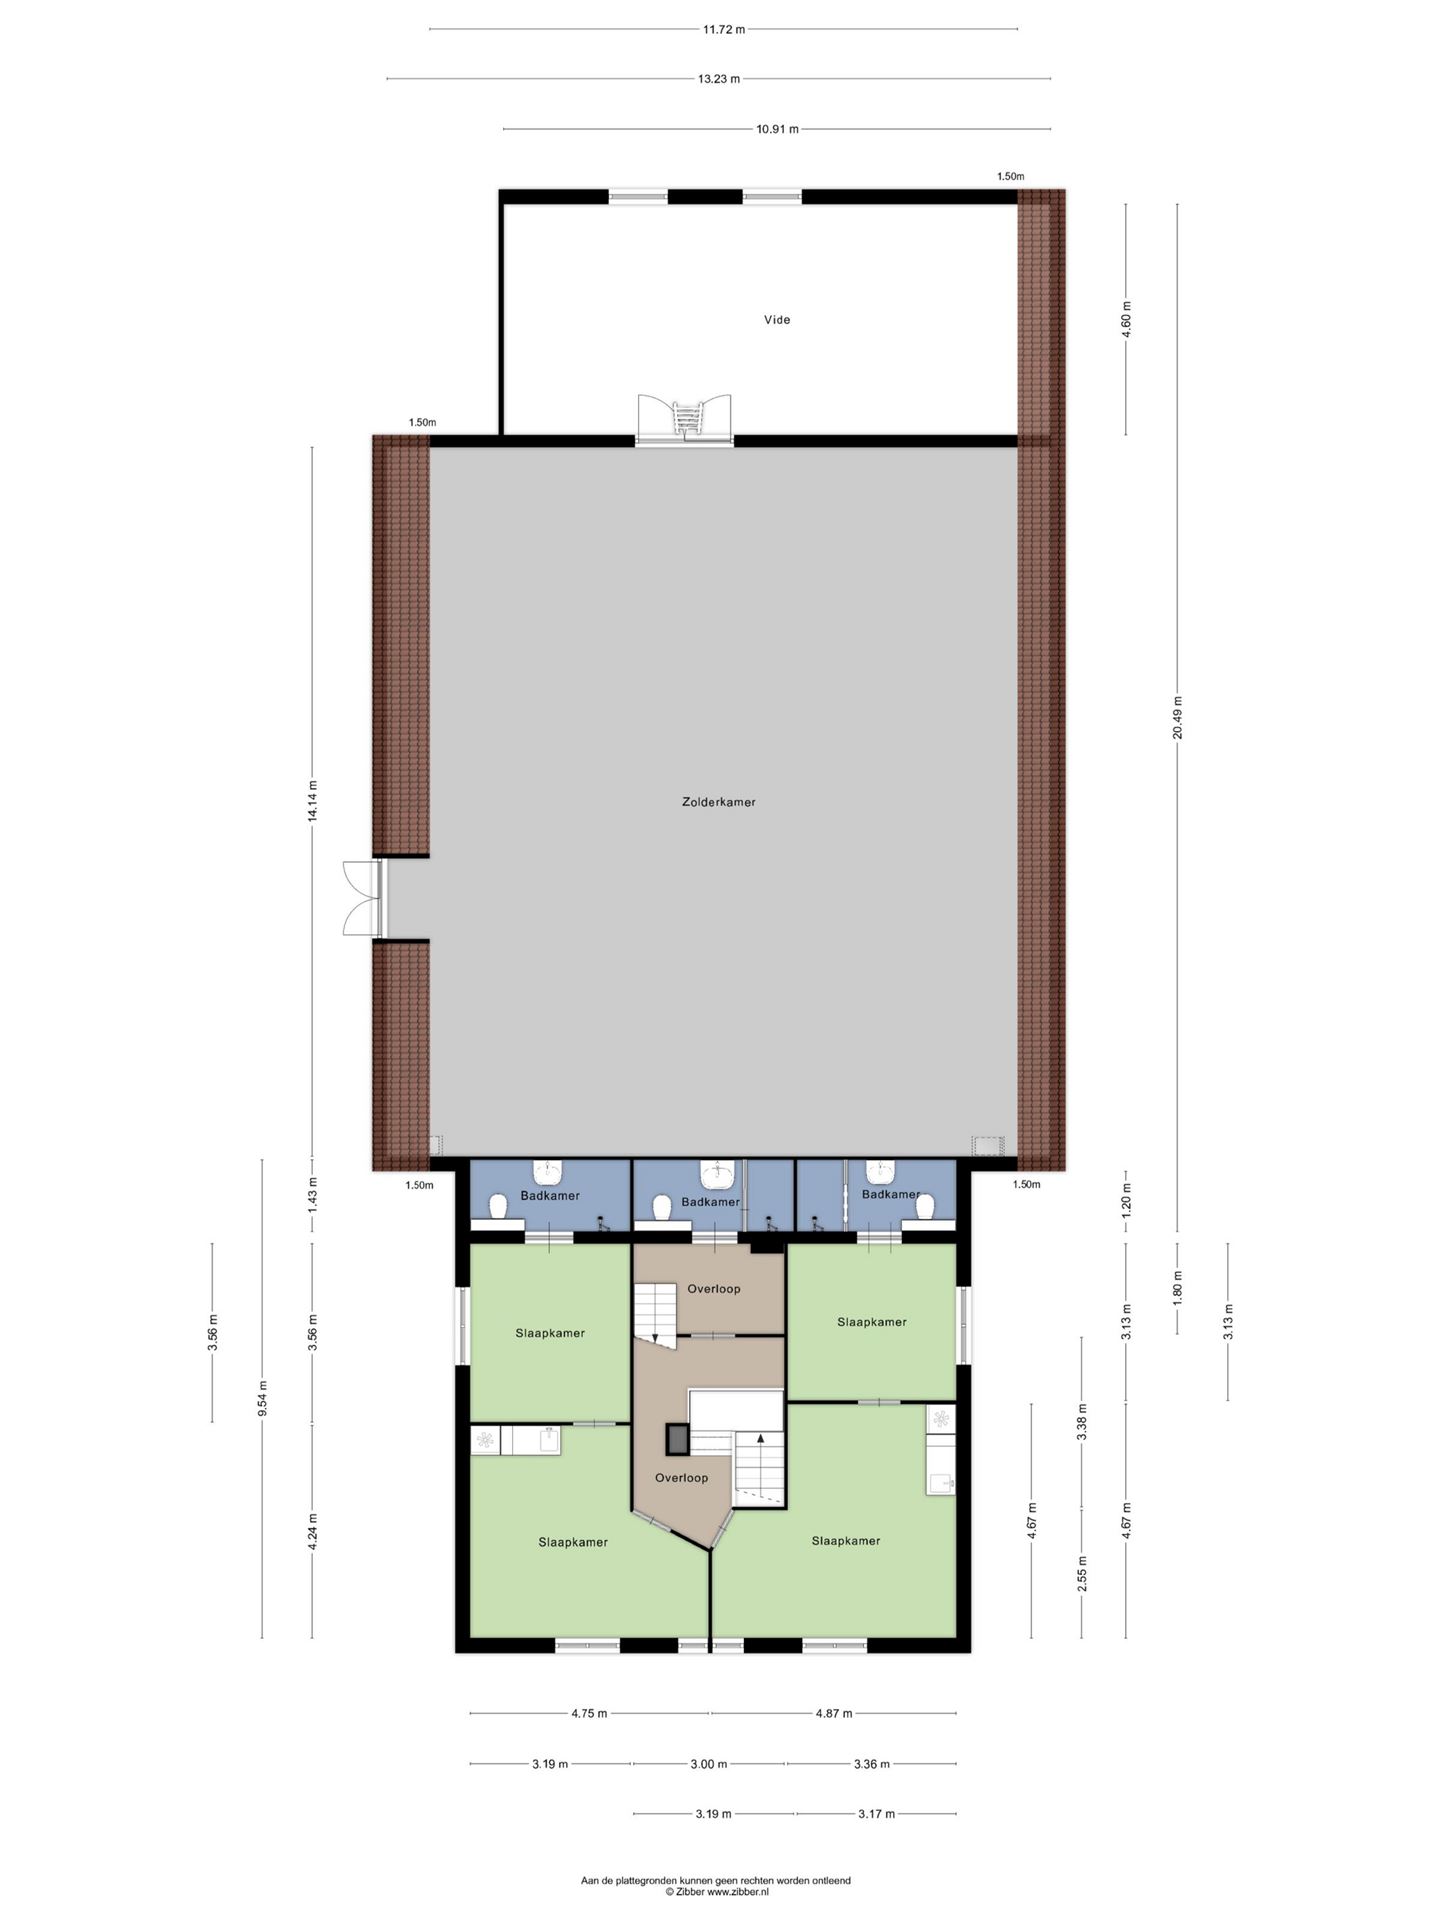 11.72 m
13.23 m
10.91 m
1.50m
4.60 m
Vide
1.50m
20.49 m
14.14 m
Zolderkamer
1.50m
1.50m
1.43 m
1.20 m
Badkamer
Badkamer
Badkamer
Overloop
1.80 m
3.56 m
3.56 m
Slaapkamer
Slaapkamer
3.13 m
3.13 m
9.54 m
3.38 m
Overloop
4.24 m
Slaapkamer
Slaapkamer
4.67 m
2.55 m
4.67 m
4.75 m
4.87 m
3.19 m
3.00 m
3.36 m
3.19 m
3.17 m
Aan de plattegronden kunnen geen rechten worden ontleend
© Zibber www.zibber.nl